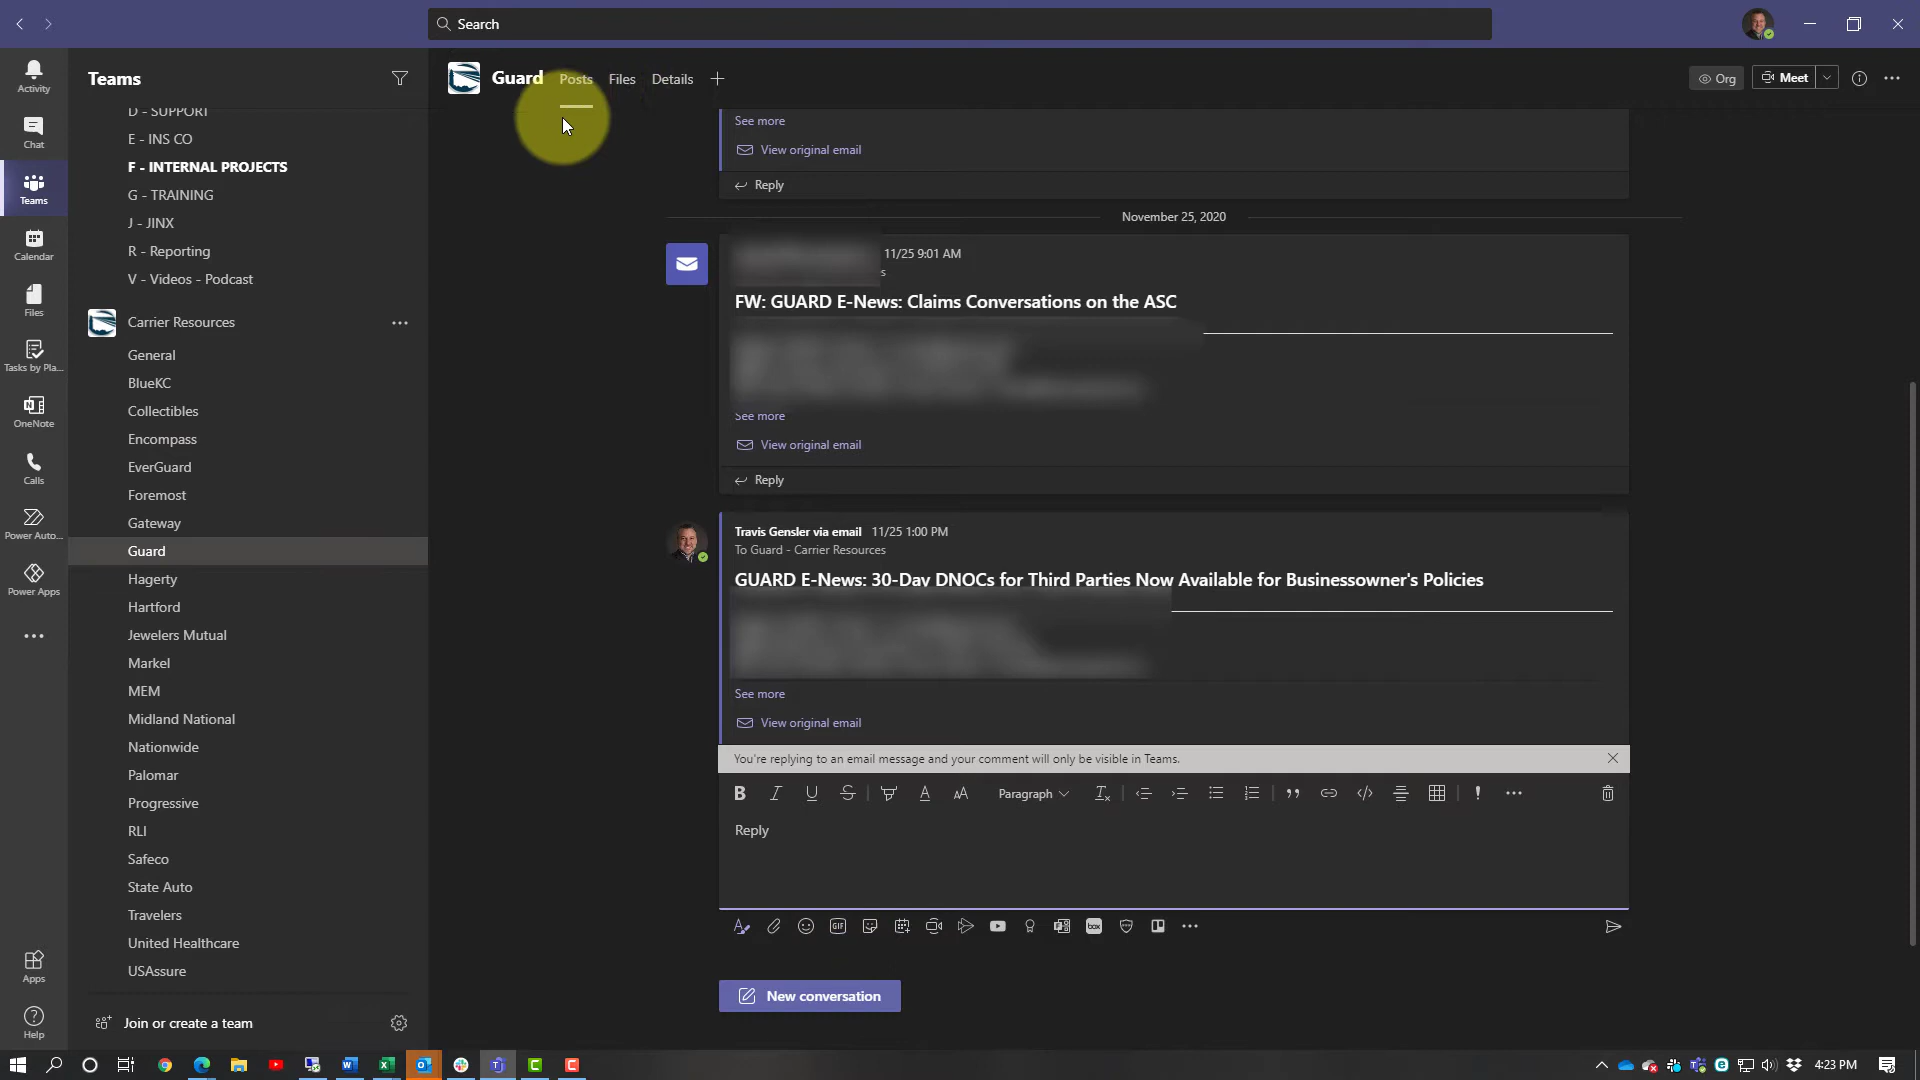 Search
Activity
Chat
Teams
Calendar
Files
Tasks by Pla...
OneNote
Calls
Power Auto...
Power Apps
Apps
Help
Teams
D - SUPPORT
E - INS CO
F - INTERNAL PROJECTS
G - TRAINING
J - JINX
R - Reporting
V - Videos - Podcast
Carrier Resources
General
BlueKC
Collectibles
Encompass
EverGuard
Foremost
Gateway
Guard
Hagerty
Hartford
Jewelers Mutual
Markel
MEM
Midland National
Nationwide
Palomar
Progressive
RLI
Safeco
State Auto
Travelers
United Healthcare
USAssure
Join or create a team
Guard Posts Files Details
Org Meet
See more
View original email
Reply
November 25, 2020
11/25 9:01 AM
s
FW: GUARD E-News: Claims Conversations on the ASC
See more
View original email
Reply
Travis Gensler via email 11/25 1:00 PM
To Guard - Carrier Resources
GUARD E-News: 30-Day DNOCs for Third Parties Now Available for Businessowner's Policies
See more
View original email
You're replying to an email message and your comment will only be visible in Teams.
B I U S A AA Paragraph
Reply
GIF box
New conversation
4:23 PM